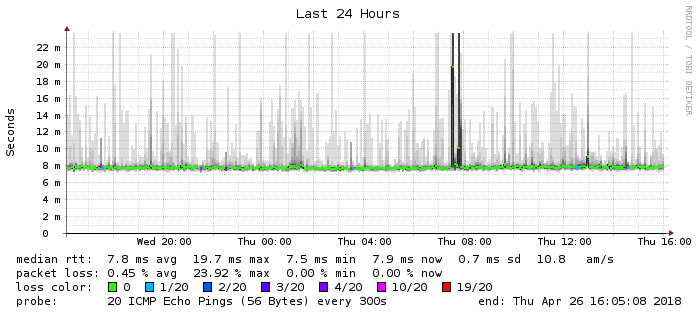 Last 24 Hours
RRDTOOL / TOBI OETIKER
Seconds
22 m
20 m
18 m
16 m
14 m
12 m
10 m
8 m
6 m
4 m
2 m
0
Wed 20:00 Thu 00:00 Thu 04:00 Thu 08:00 Thu 12:00 Thu 16:00
median rtt: 7.8 ms avg 19.7 ms max 7.5 ms min 7.9 ms now 0.7 ms sd 10.8 am/s
packet loss: 0.45 % avg 23.92 % max 0.00 % min 0.00 % now
loss color: 0 1/20 2/20 3/20 4/20 10/20 19/20
probe: 20 ICMP Echo Pings (56 Bytes) every 300s end: Thu Apr 26 16:05:08 2018